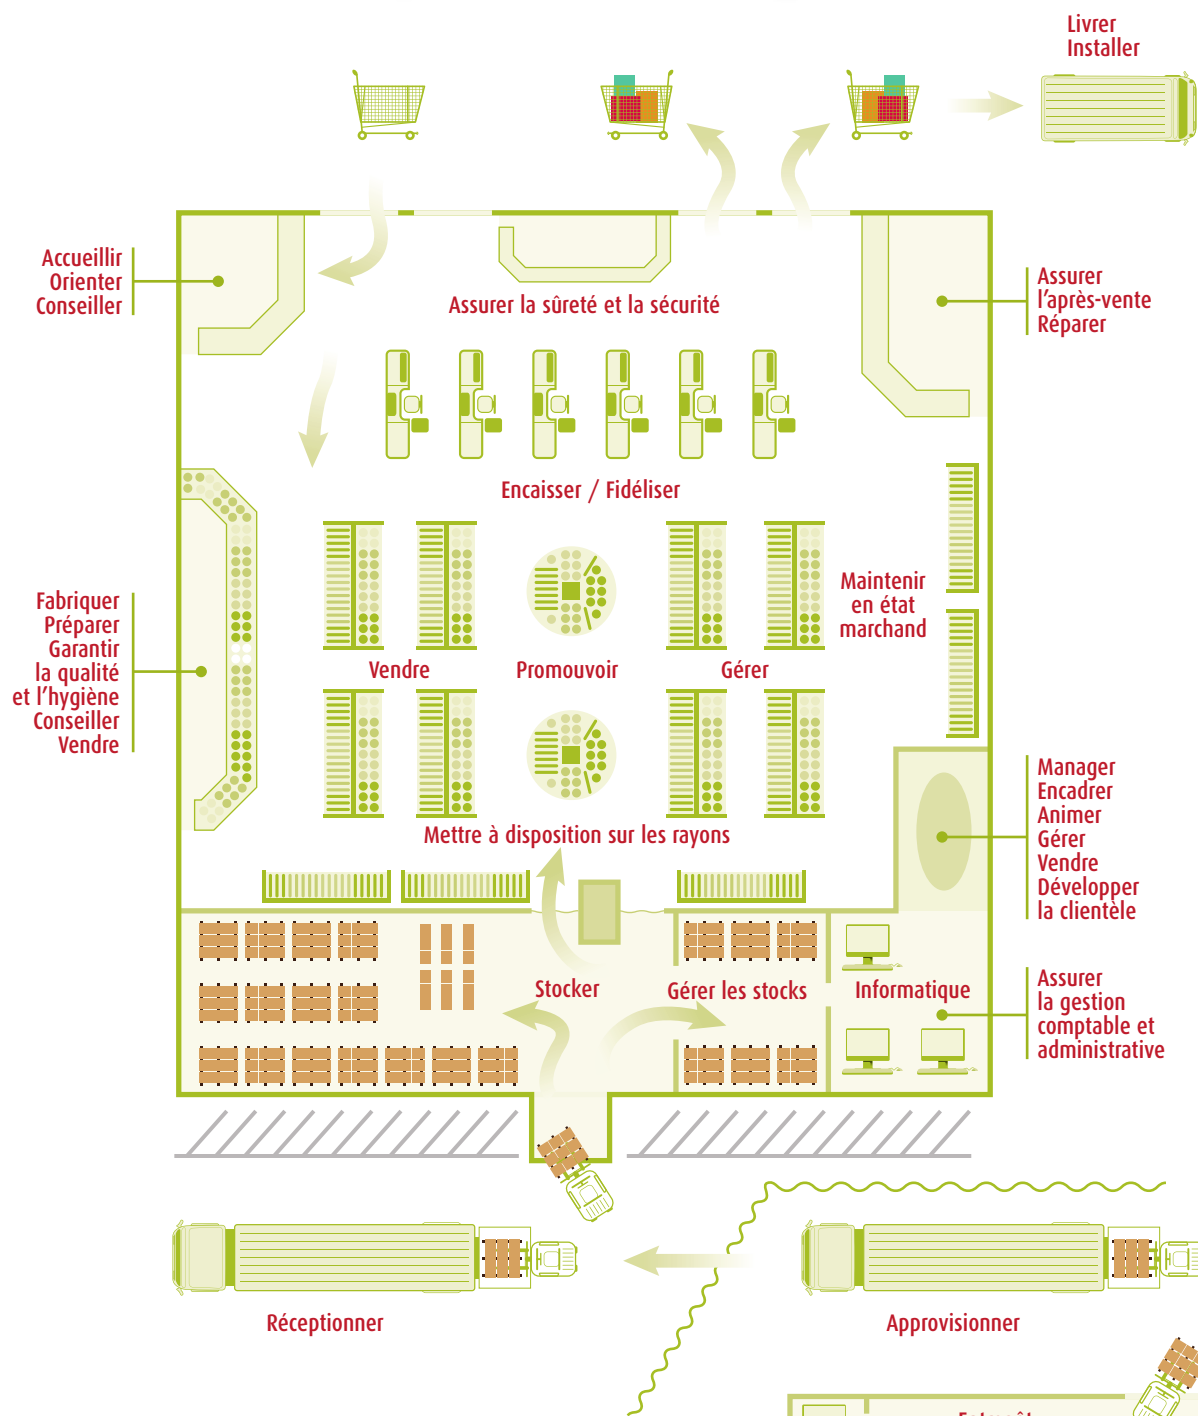 Livrer
Installer
Accueillir
Orienter
Conseiller
Assurer la sûreté et la sécurité
Assurer
l'après-vente
Réparer
Encaisser / Fidéliser
Maintenir
en état
marchand
Fabriquer
Préparer
Garantir
la qualité
et l'hygiène
Conseiller
Vendre
Vendre
Promouvoir
Gérer
Mettre à disposition sur les rayons
Manager
Encadrer
Animer
Gérer
Vendre
Développer
la clientèle
Stocker
Gérer les stocks
Informatique
Assurer
la gestion
comptable et
administrative
Réceptionner
Approvisionner